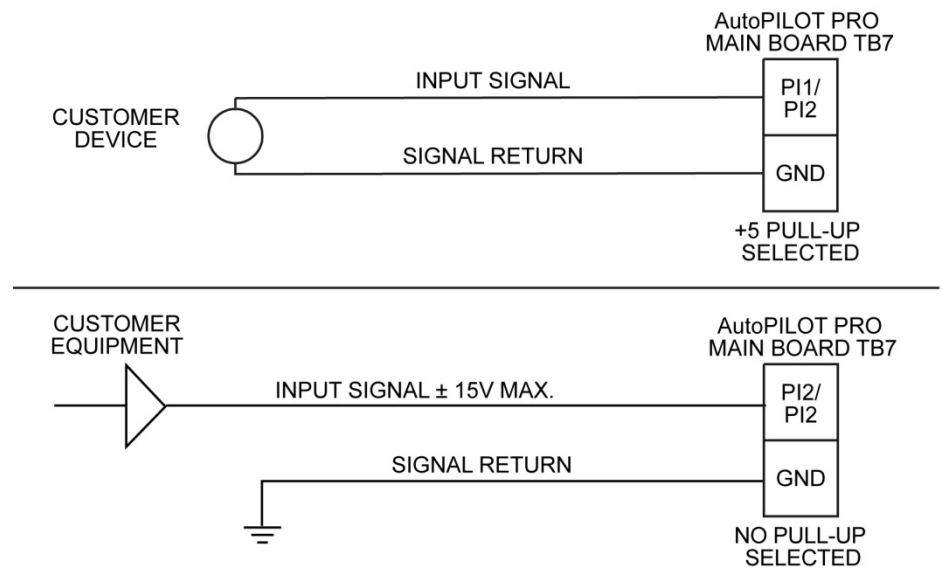 AutoPILOT PRO
MAIN BOARD TB7
INPUT SIGNAL
PI1/
PI2
CUSTOMER
DEVICE
SIGNAL RETURN
GND
+5 PULL-UP
SELECTED
CUSTOMER
EQUIPMENT
AutoPILOT PRO
MAIN BOARD TB7
INPUT SIGNAL ± 15V MAX.
PI2/
PI2
SIGNAL RETURN
GND
NO PULL-UP
SELECTED